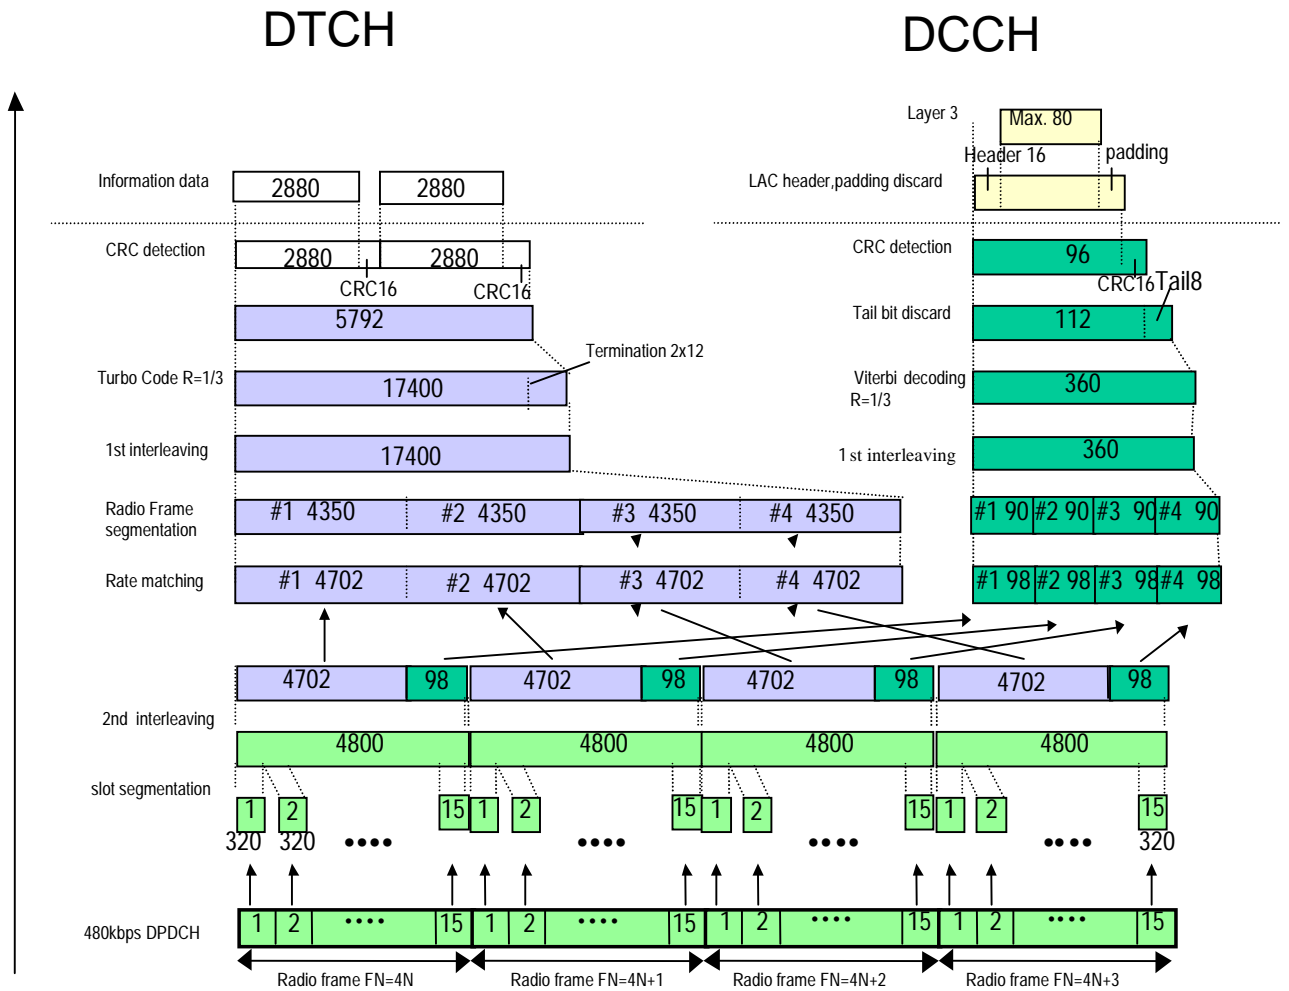 DTCH
DCCH
Layer 3
Max. 80
Header 16
padding
Information data
2880
2880
LAC header,padding discard
CRC detection
2880
2880
CRC detection
96
CRC16
CRC16
CRC16
Tail8
5792
Tail bit discard
112
Termination 2x12
Turbo Code R=1/3
17400
Viterbi decoding
R=1/3
360
1st interleaving
17400
1st interleaving
360
Radio Frame
segmentation
#1 4350
#2 4350
#3 4350
#4 4350
#1 90
#2 90
#3 90
#4 90
Rate matching
#1 4702
#2 4702
#3 4702
#4 4702
#1 98
#2 98
#3 98
#4 98
4702
98
4702
98
4702
98
4702
98
2nd interleaving
4800
4800
4800
4800
slot segmentation
1
2
15
1
2
15
1
2
15
1
2
15
320
320
••••
••••
••••
••••
320
480kbps DPDCH
1
2
••••
15
1
2
••••
15
1
2
••••
15
1
2
••••
15
Radio frame FN=4N
Radio frame FN=4N+1
Radio frame FN=4N+2
Radio frame FN=4N+3